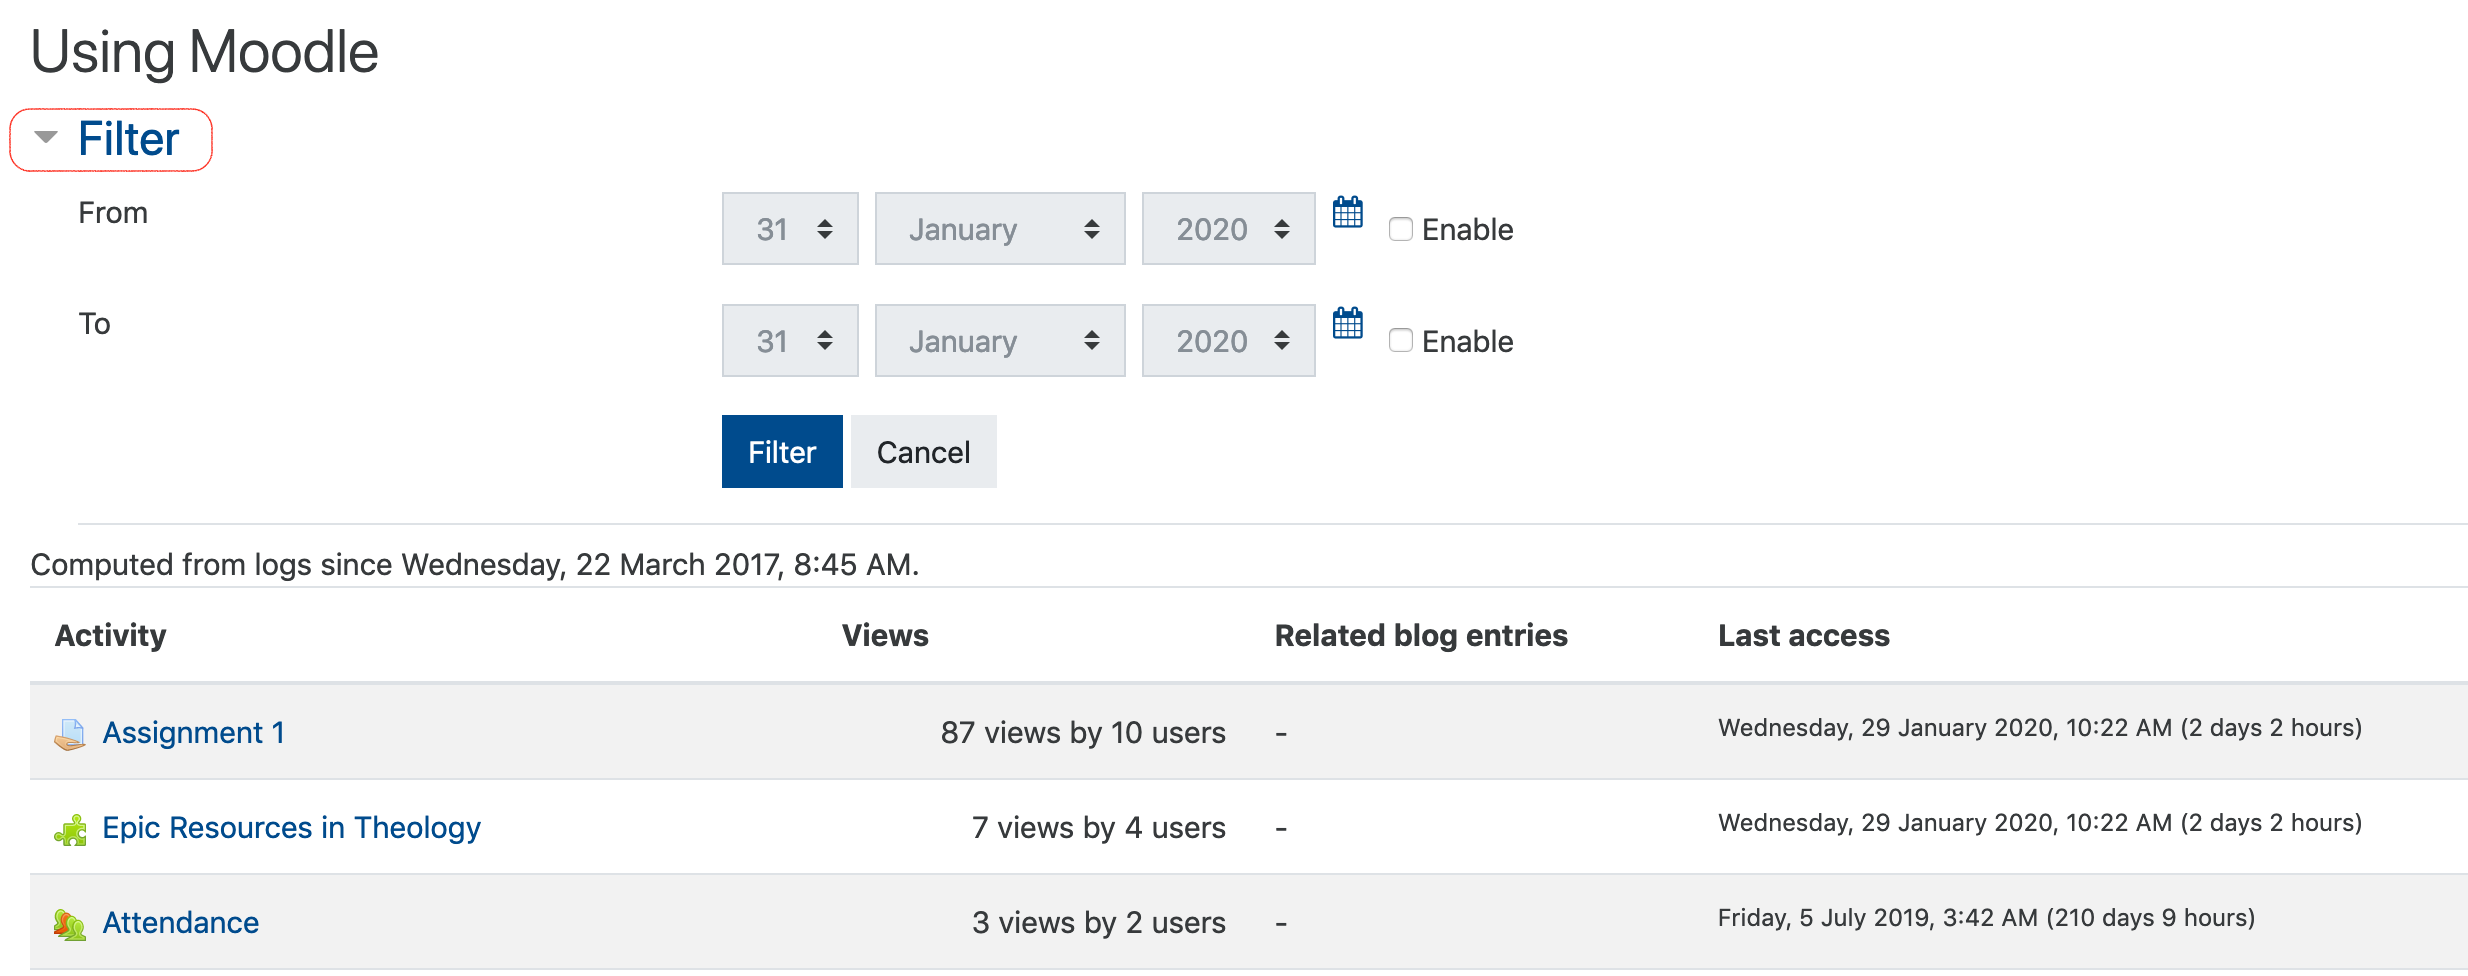 Using Moodle
Filter
From 31 January 2020 Enable
To 31 January 2020 Enable
Filter Cancel
Computed from logs since Wednesday, 22 March 2017, 8:45 AM.
Activity Views Related blog entries Last access
Assignment 1 87 views by 10 users - Wednesday, 29 January 2020, 10:22 AM (2 days 2 hours)
Epic Resources in Theology 7 views by 4 users - Wednesday, 29 January 2020, 10:22 AM (2 days 2 hours)
Attendance 3 views by 2 users - Friday, 5 July 2019, 3:42 AM (210 days 9 hours)